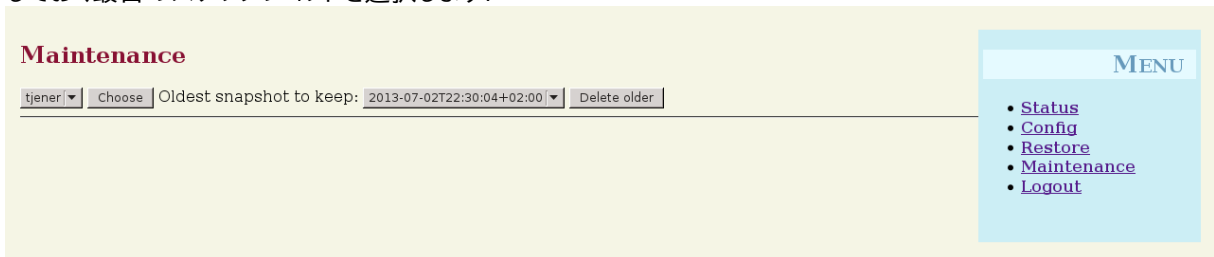 Maintenance
tjener Choose Oldest snapshot to keep: 2013-07-02T22:30:04+02:00 Delete older
MENU
Status
Config
Restore
Maintenance
Logout